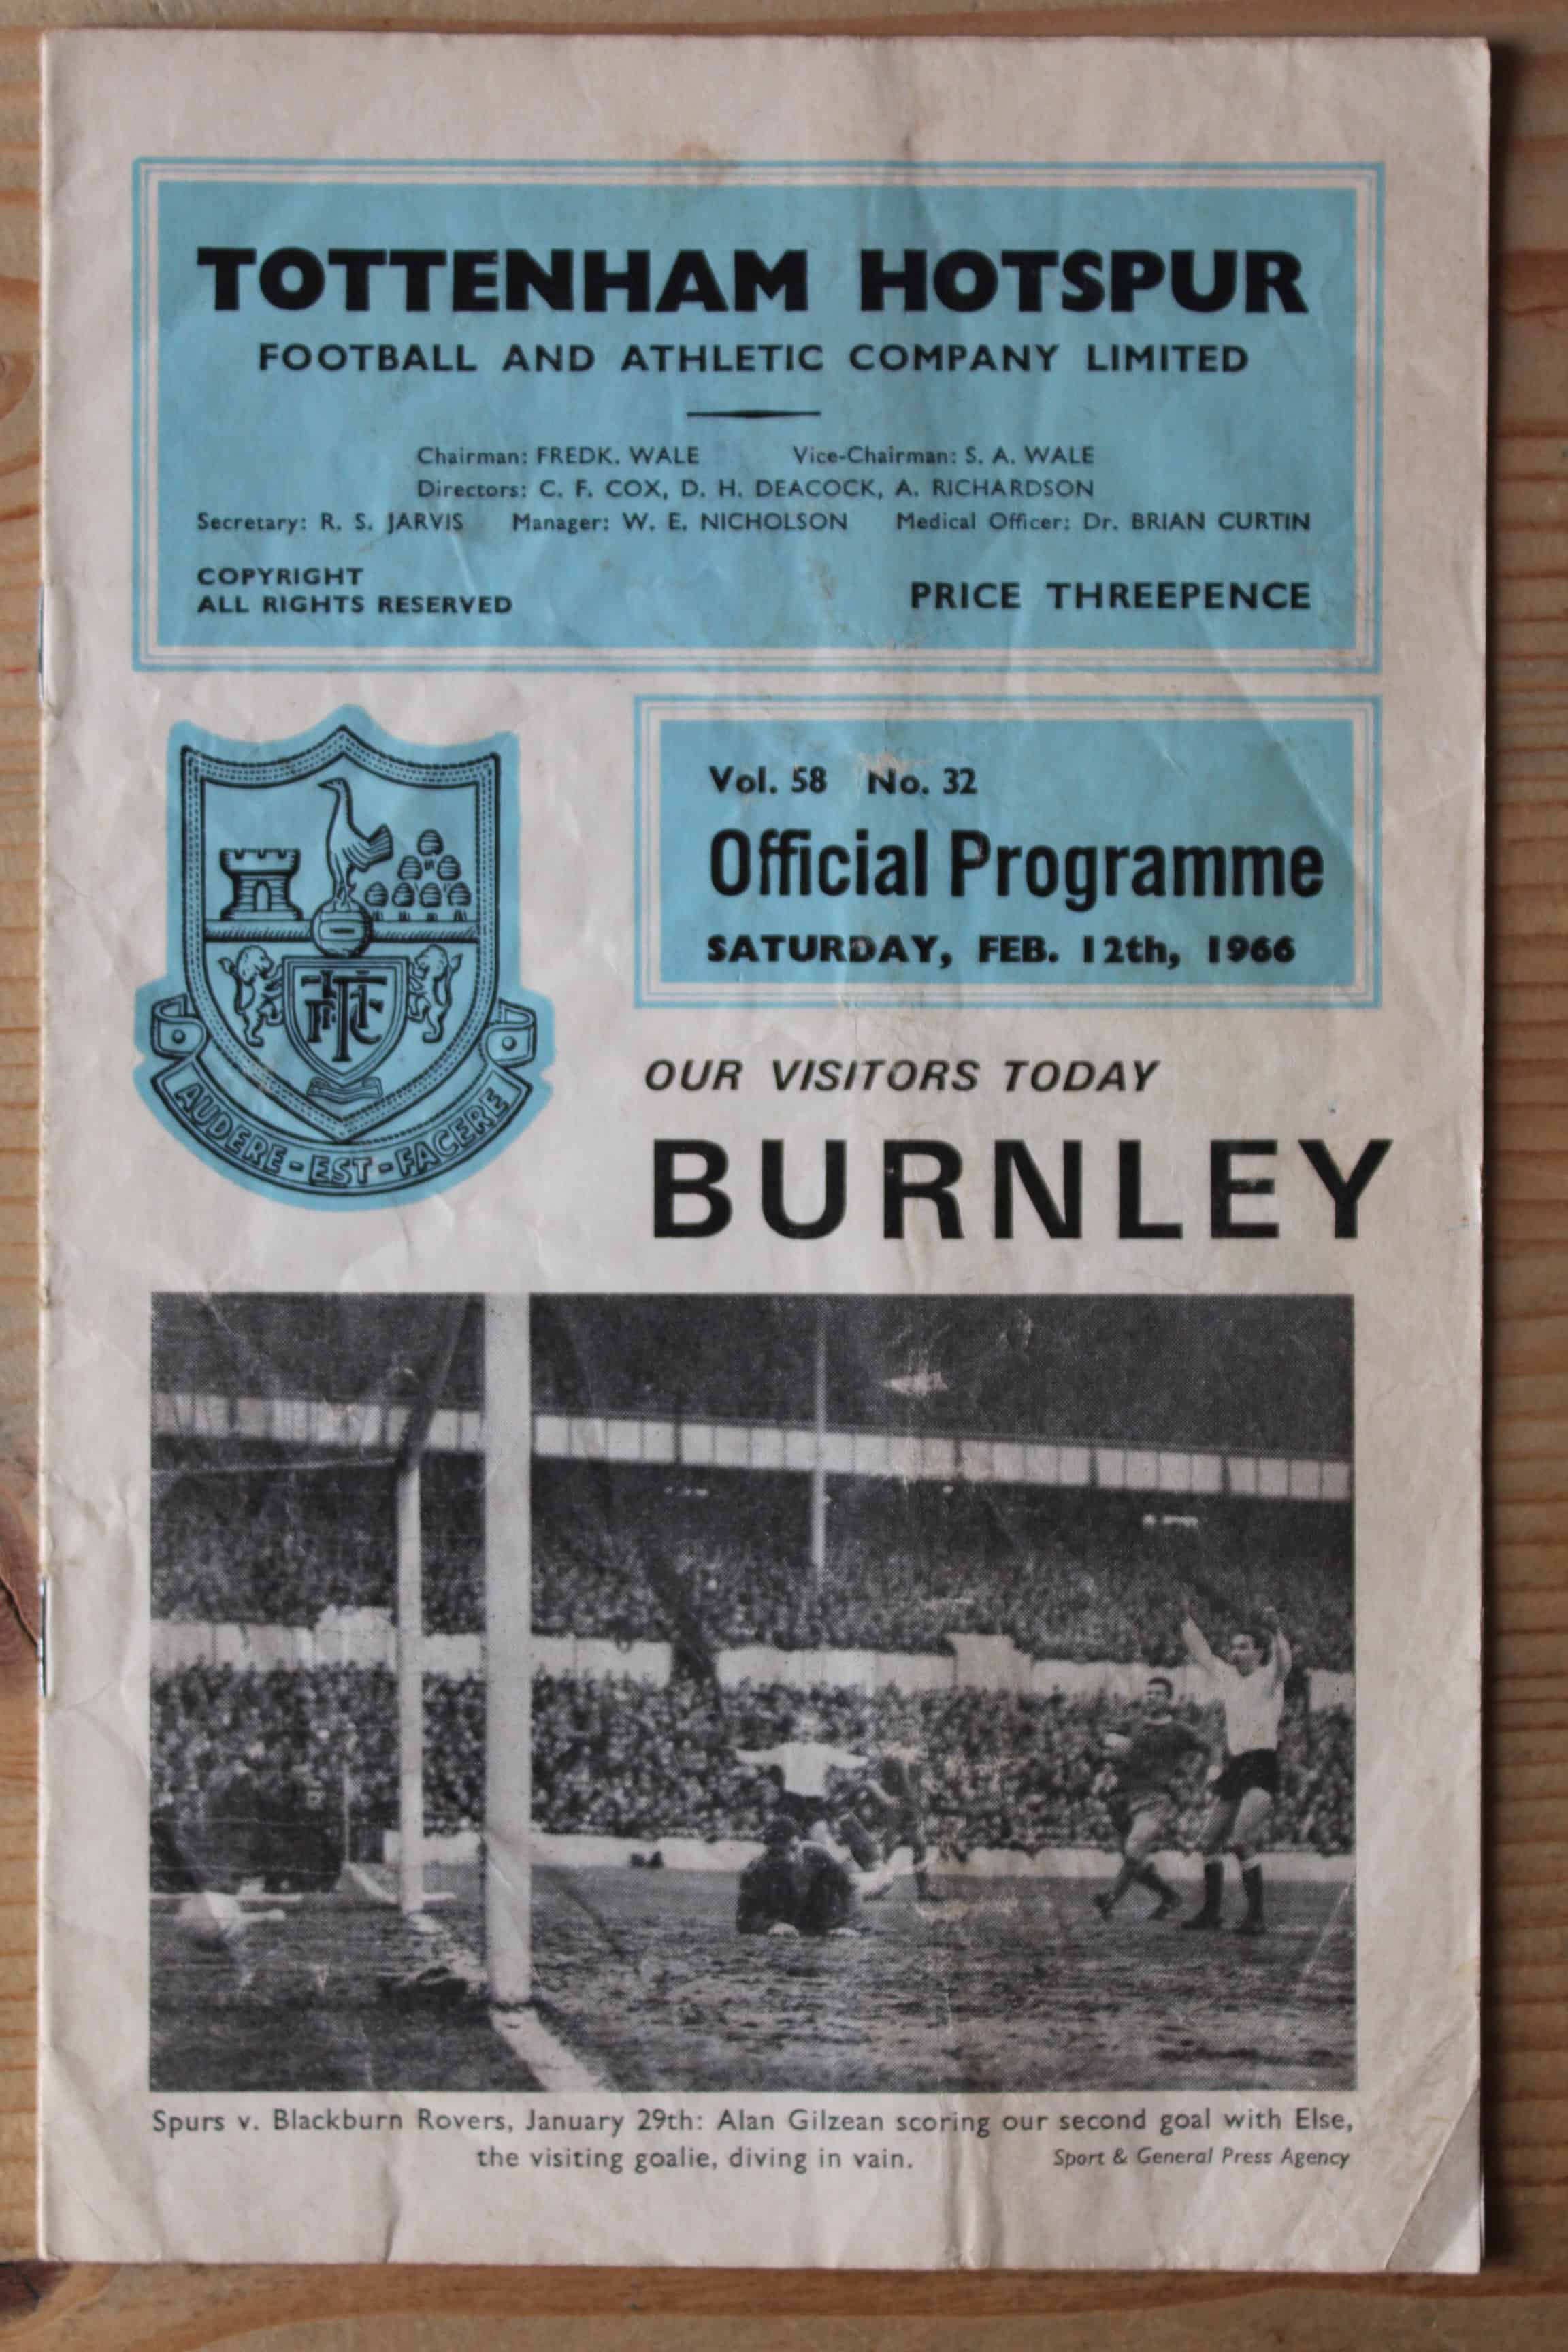 TOTTENHAM HOTSPUR
FOOTBALL AND ATHLETIC COMPANY LIMITED
Chairman: FREDK. WALE Vice-Chairman: S. A. WALE
Directors: C. F. COX, D. H. DEACOCK, A. RICHARDSON
Secretary: R. S. JARVIS Manager: W. E. NICHOLSON Medical Officer: Dr. BRIAN CURTIN
COPYRIGHT
ALL RIGHTS RESERVED
PRICE THREEPENCE
AUDERE-EST-FACERE
Vol. 58 No. 32
Official Programme
SATURDAY, FEB. 12th, 1966
OUR VISITORS TODAY
BURNLEY
Spurs v. Blackburn Rovers, January 29th: Alan Gilzean scoring our second goal with Else,
the visiting goalie, diving in vain. Sport & General Press Agency